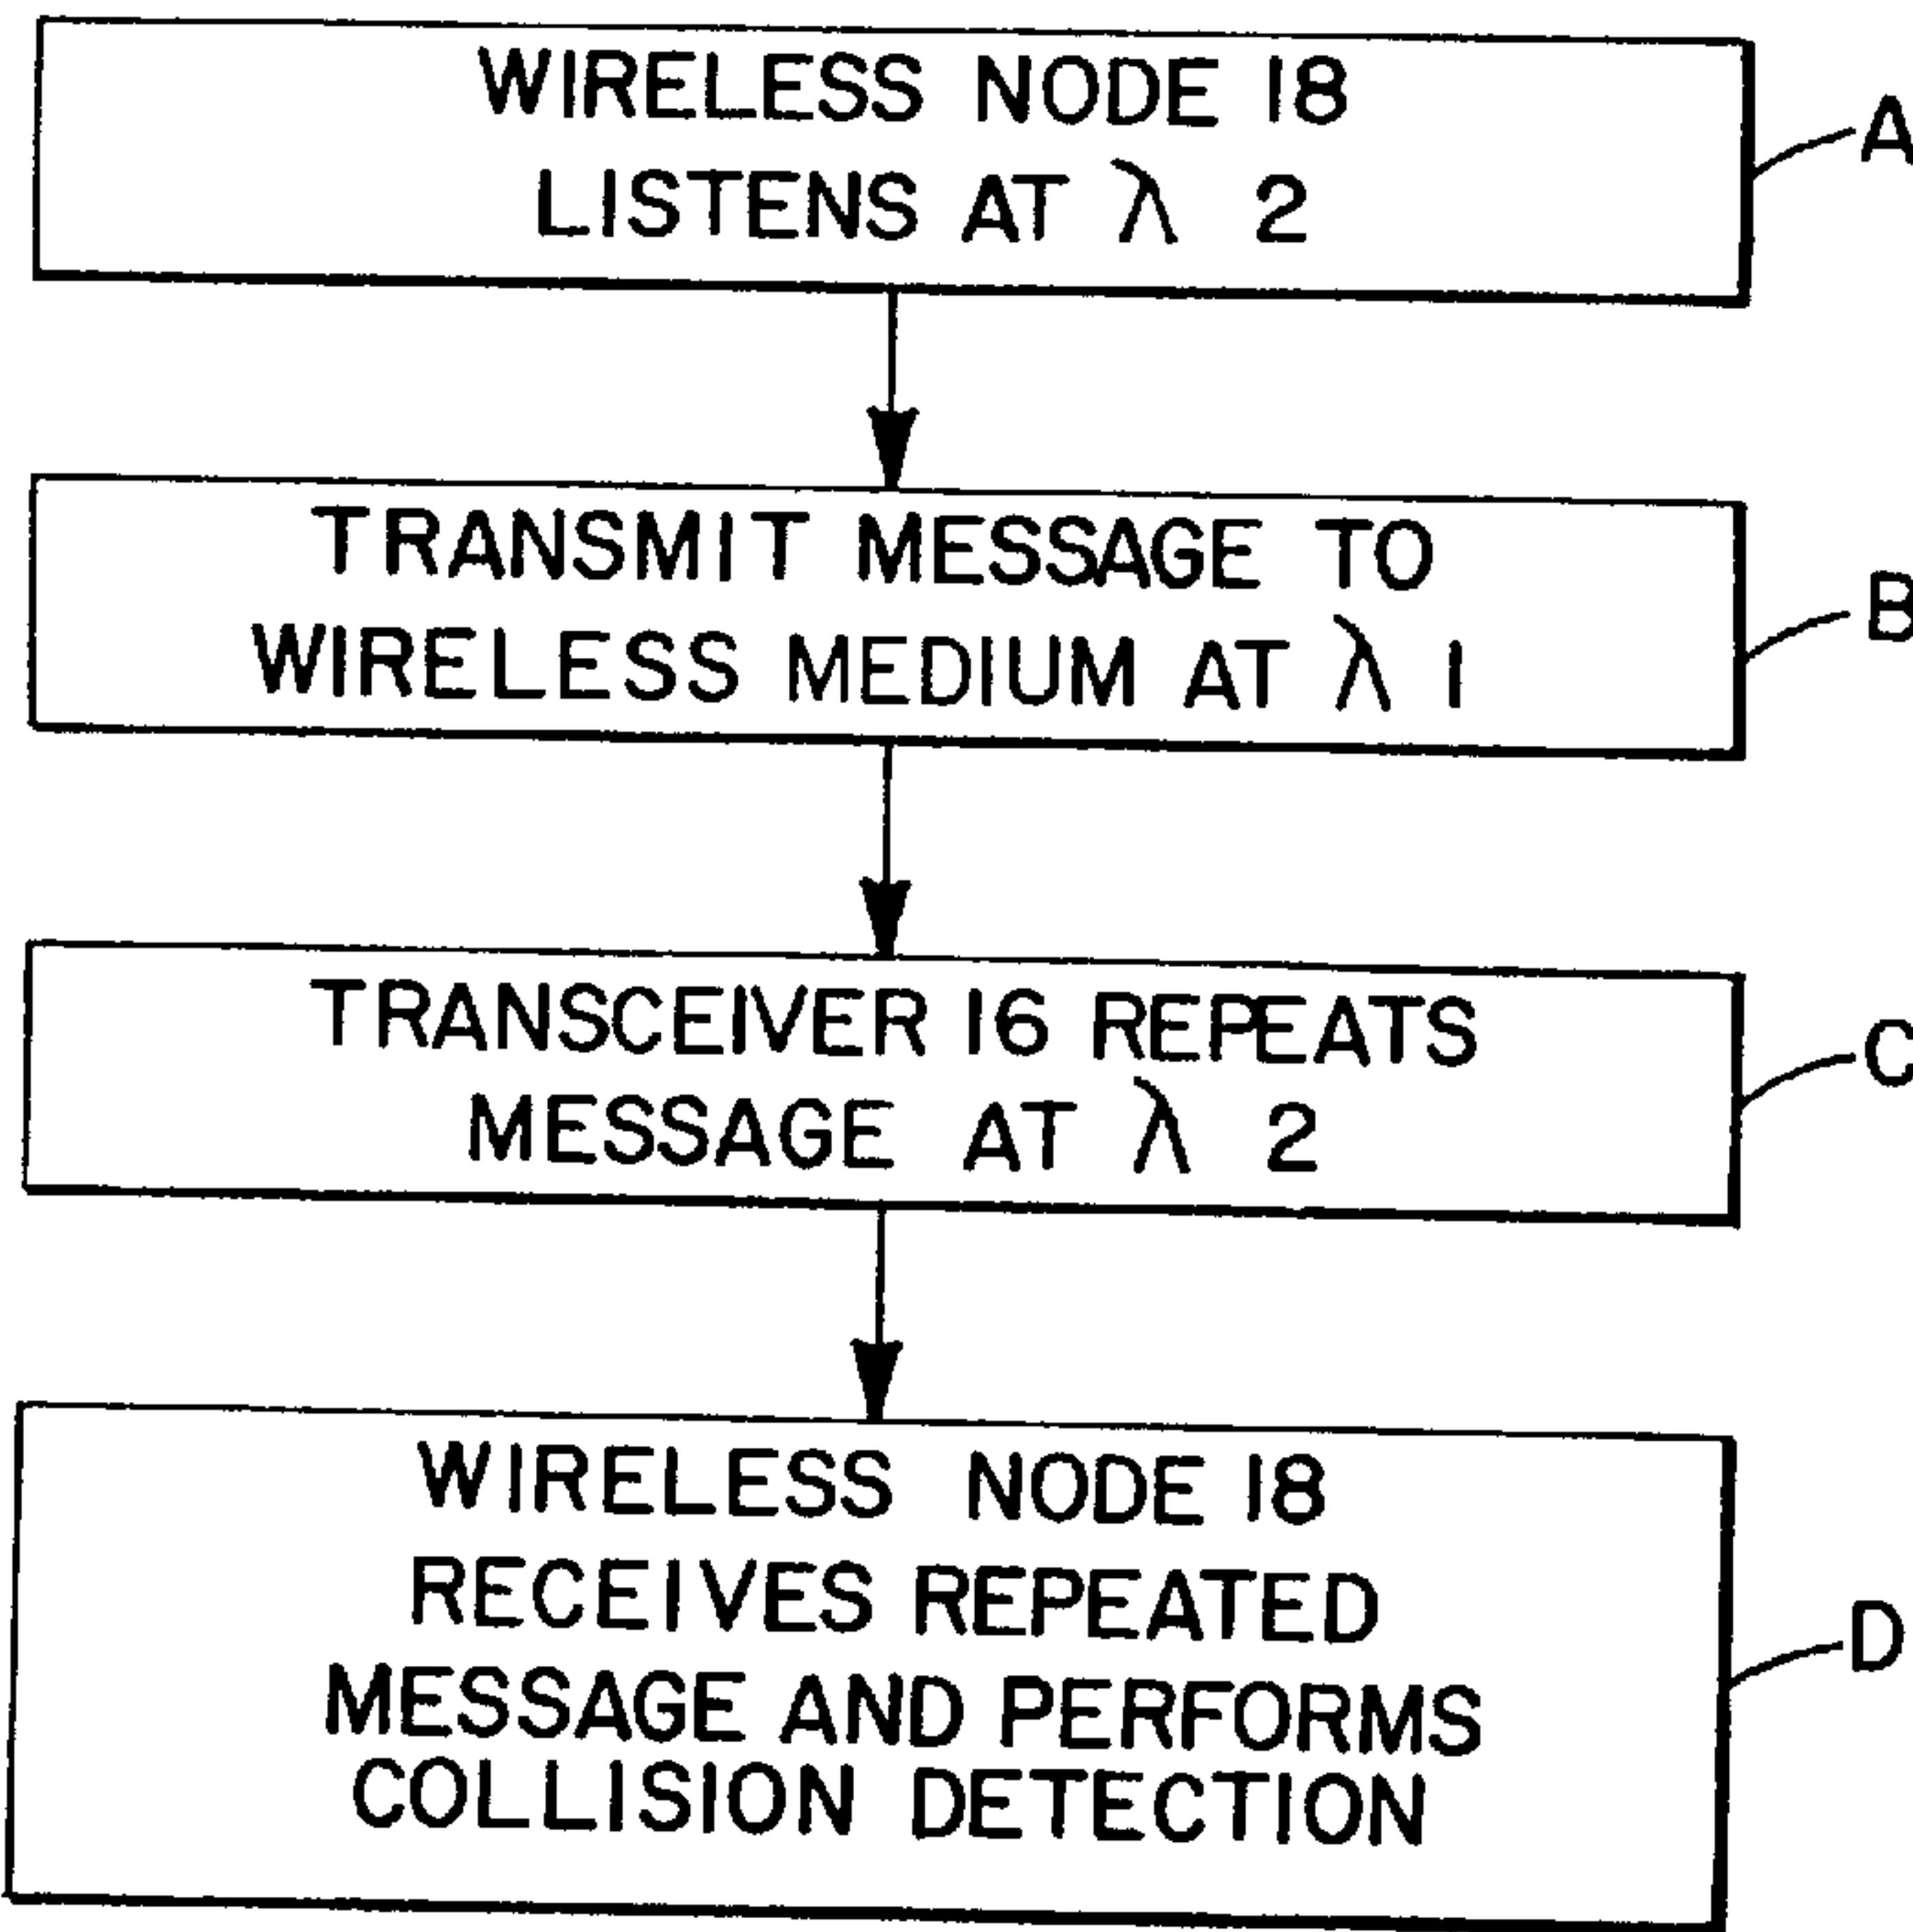 WIRELESS NODE 18
LISTENS AT λ 2
A
TRANSMIT MESSAGE TO
WIRELESS MEDIUM AT λ 1
B
TRANSCEIVER 16 REPEATS
MESSAGE AT λ 2
C
WIRELESS NODE 18
RECEIVES REPEATED
MESSAGE AND PERFORMS
COLLISION DETECTION
D